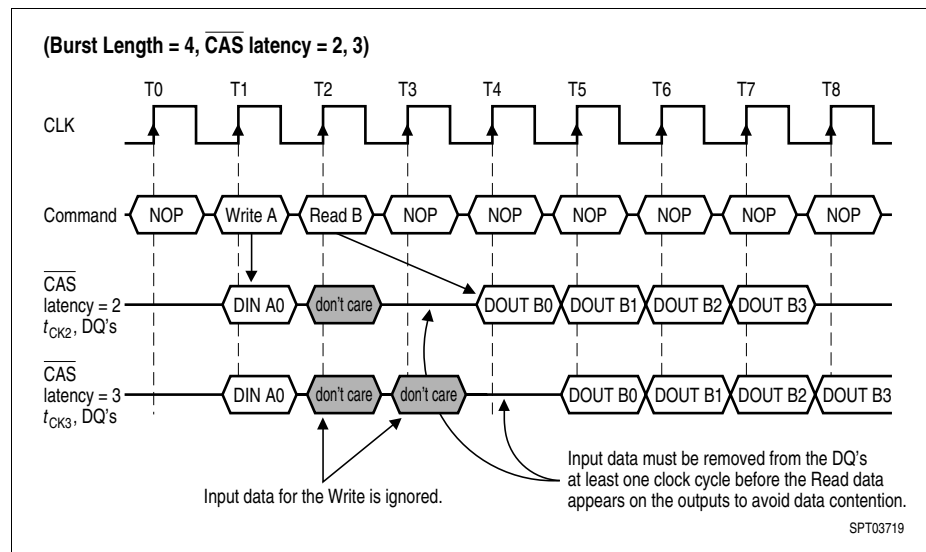 (Burst Length = 4, CAS latency = 2, 3)
T0 T1 T2 T3 T4 T5 T6 T7 T8
CLK
Command NOP Write A Read B NOP NOP NOP NOP NOP NOP
CAS
latency = 2
tCK2, DQ's
DIN A0 don't care DOUT B0 DOUT B1 DOUT B2 DOUT B3
CAS
latency = 3
tCK3, DQ's
DIN A0 don't care don't care DOUT B0 DOUT B1 DOUT B2 DOUT B3
Input data for the Write is ignored.
Input data must be removed from the DQ's
at least one clock cycle before the Read data
appears on the outputs to avoid data contention.
SPT03719